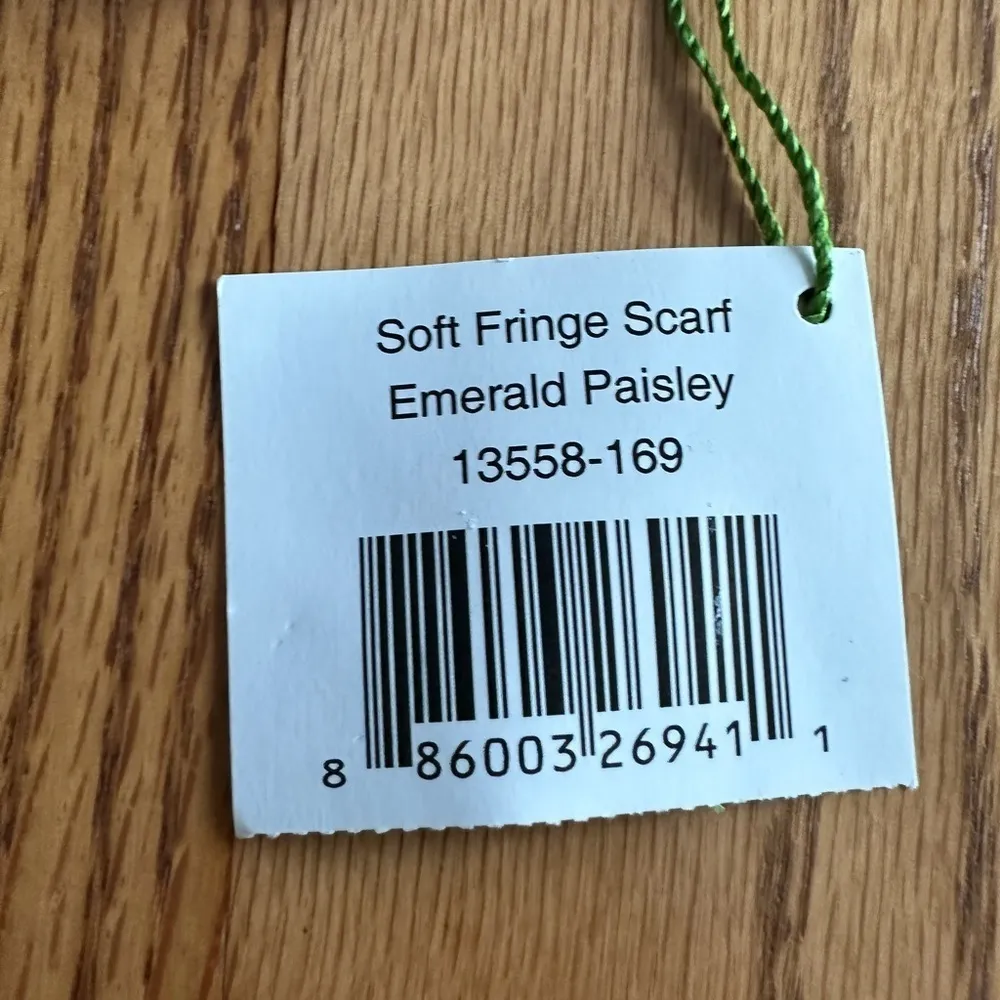 Soft Fringe Scarf
Emerald Paisley
13558-169
8 86003 26941 1